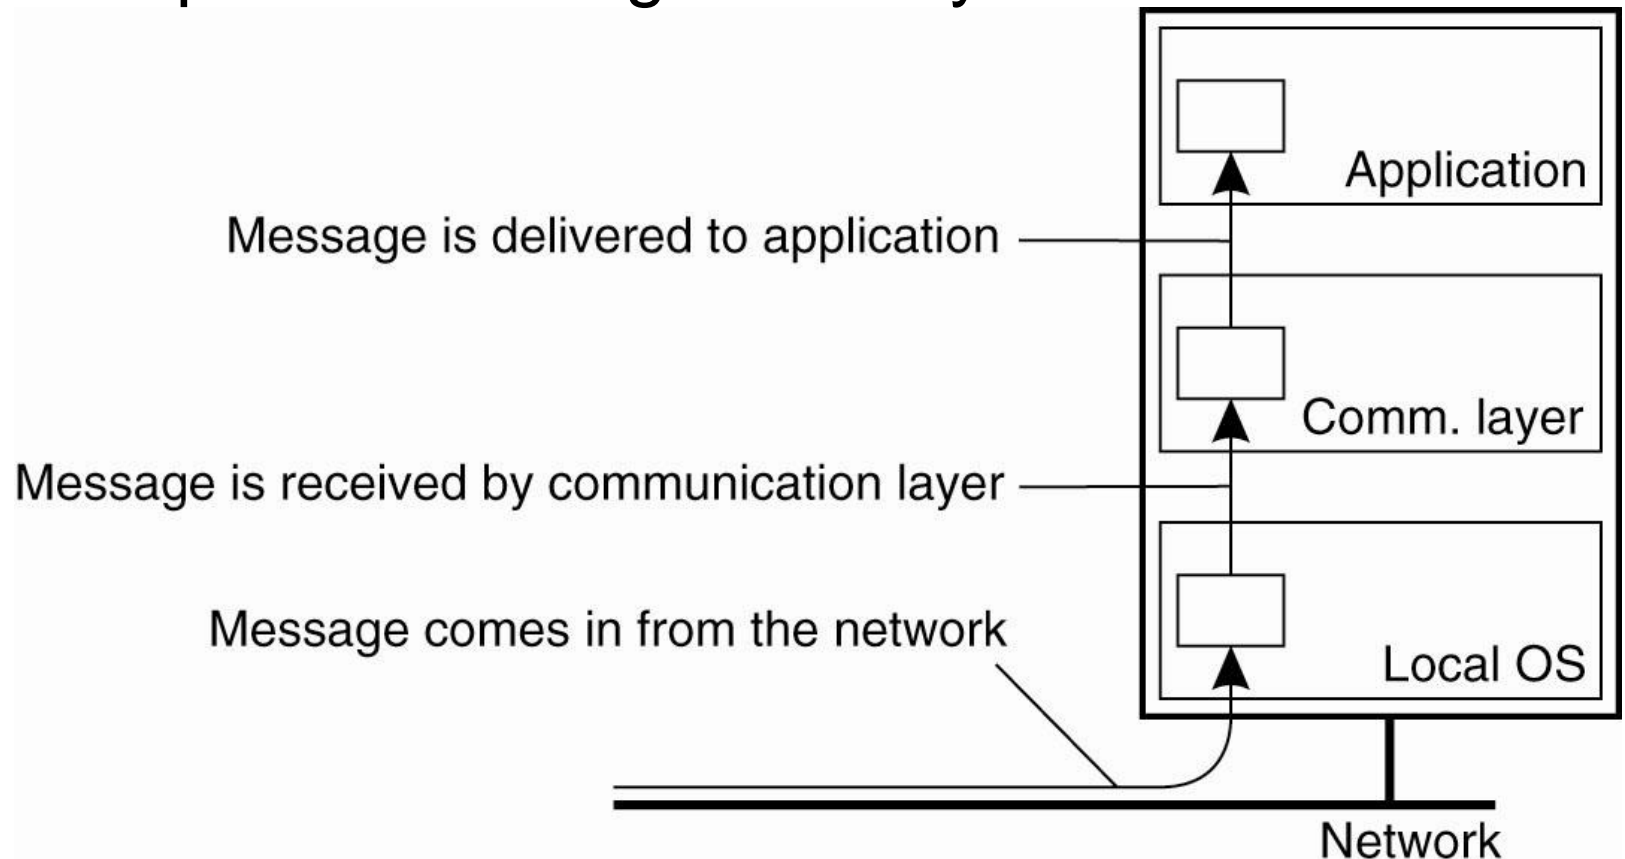 Application
Message is delivered to application
Comm. layer
Message is received by communication layer
Message comes in from the network
Local OS
Network